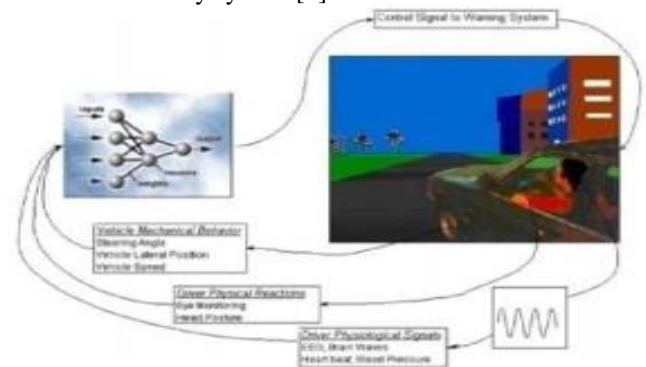 Control Signal to Warning System
inputs
output
neurons
weights
Vehicle Mechanical Behavior
Steering Angle
Vehicle Lateral Position
Vehicle Speed
Driver Physical Reactions
Eye Monitoring
Head Posture
Driver Physiological Signals
EEG, Brain Waves
Heart beat, Blood Pressure